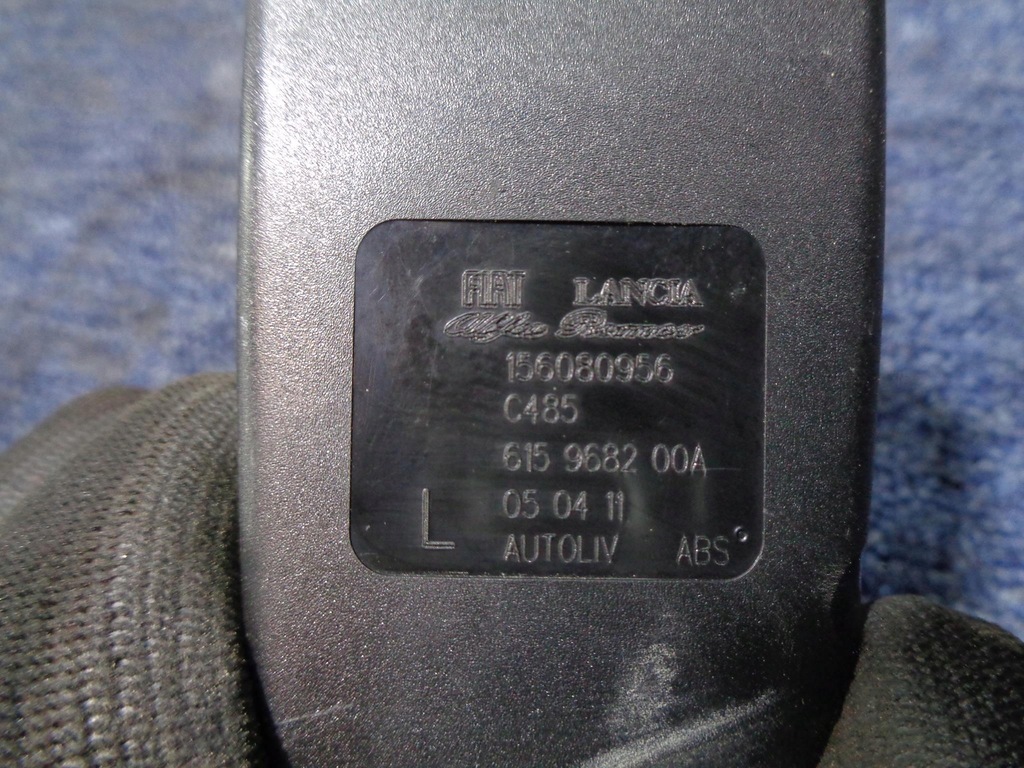 FIAT LANCIA
Alfa Romeo
156080956
C485
615 9682 00A
L 05 04 11
AUTOLIV ABS